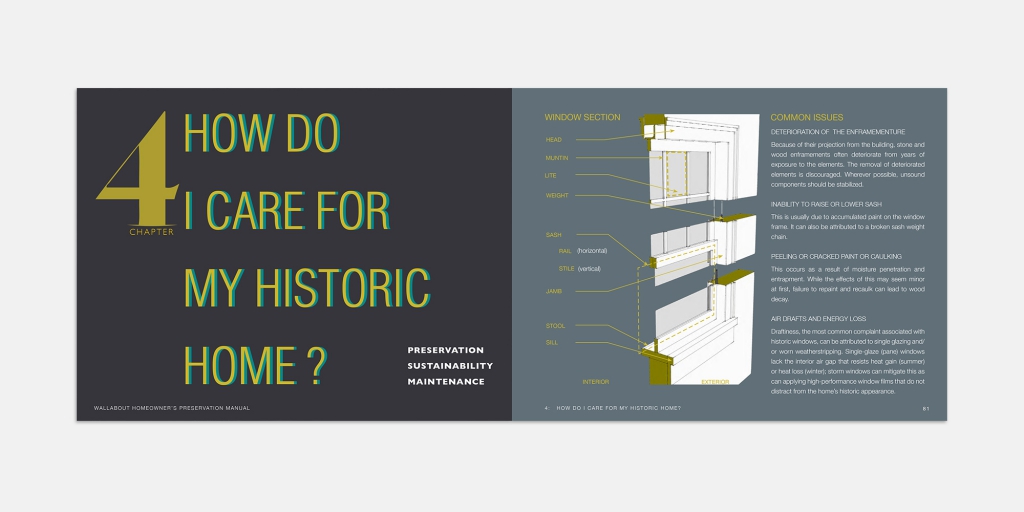 4
CHAPTER
HOW DO
I CARE FOR
MY HISTORIC
HOME ?
PRESERVATION
SUSTAINABILITY
MAINTENANCE
WALLABOUT HOMEOWNER'S PRESERVATION MANUAL
WINDOW SECTION
HEAD
MUNTIN
LITE
WEIGHT
SASH
RAIL (horizontal)
STILE (vertical)
JAMB
STOOL
SILL
INTERIOR
EXTERIOR
COMMON ISSUES
DETERIORATION OF THE ENFRAMEMENTURE
Because of their projection from the building, stone and
wood enframements often deteriorate from years of
exposure to the elements. The removal of deteriorated
elements is discouraged. Wherever possible, unsound
components should be stabilized.
INABILITY TO RAISE OR LOWER SASH
This is usually due to accumulated paint on the window
frame. It can also be attributed to a broken sash weight
chain.
PEELING OR CRACKED PAINT OR CAULKING
This occurs as a result of moisture penetration and
entrapment. While the effects of this may seem minor
at first, failure to repaint and recaulk can lead to wood
decay.
AIR DRAFTS AND ENERGY LOSS
Draftiness, the most common complaint associated with
historic windows, can be attributed to single glazing and/
or worn weatherstripping. Single-glaze (pane) windows
lack the interior air gap that resists heat gain (summer)
or heat loss (winter); storm windows can mitigate this as
can applying high-performance window films that do not
distract from the home's historic appearance.
4: HOW DO I CARE FOR MY HISTORIC HOME?
81